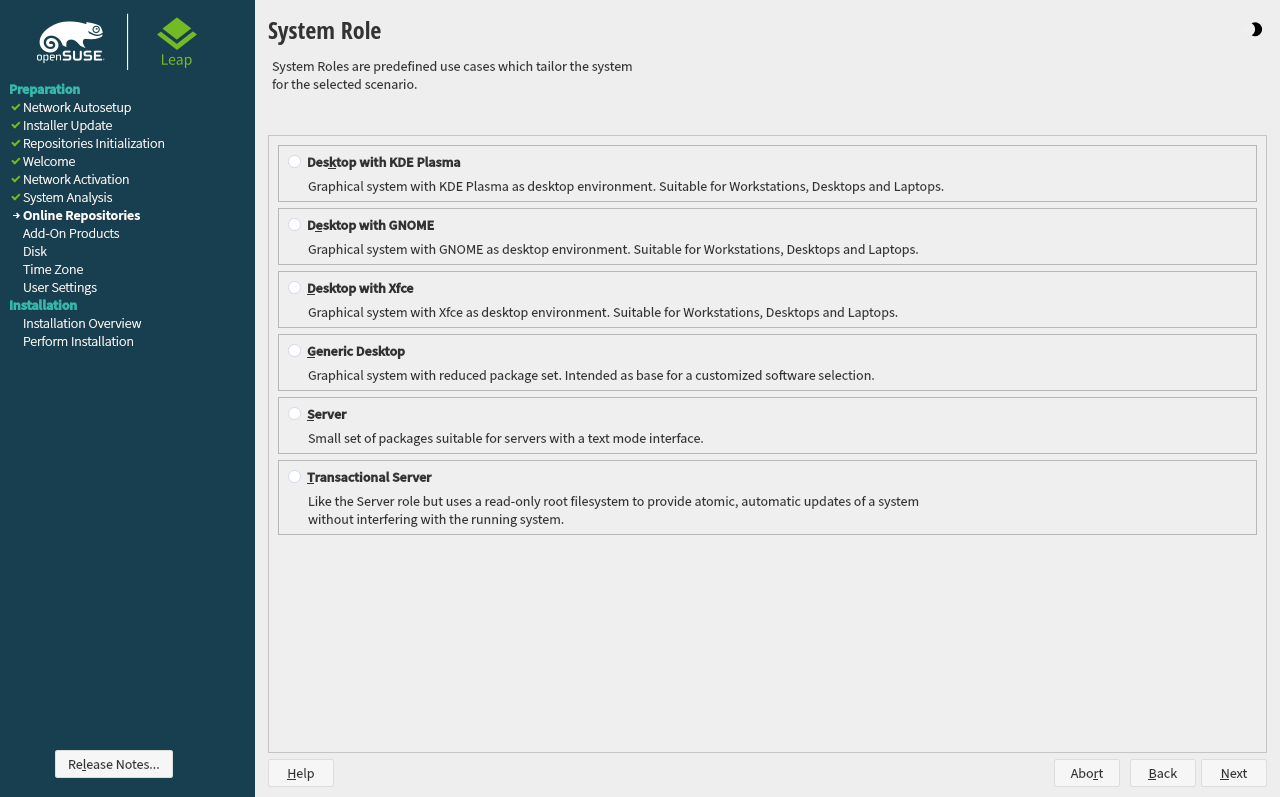 openSUSE
Leap
Preparation
Network Autosetup
Installer Update
Repositories Initialization
Welcome
Network Activation
System Analysis
Online Repositories
Add-On Products
Disk
Time Zone
User Settings
Installation
Installation Overview
Perform Installation
Release Notes...
System Role
System Roles are predefined use cases which tailor the system
for the selected scenario.
Desktop with KDE Plasma
Graphical system with KDE Plasma as desktop environment. Suitable for Workstations, Desktops and Laptops.
Desktop with GNOME
Graphical system with GNOME as desktop environment. Suitable for Workstations, Desktops and Laptops.
Desktop with Xfce
Graphical system with Xfce as desktop environment. Suitable for Workstations, Desktops and Laptops.
Generic Desktop
Graphical system with reduced package set. Intended as base for a customized software selection.
Server
Small set of packages suitable for servers with a text mode interface.
Transactional Server
Like the Server role but uses a read-only root filesystem to provide atomic, automatic updates of a system
without interfering with the running system.
Help
Abort
Back
Next